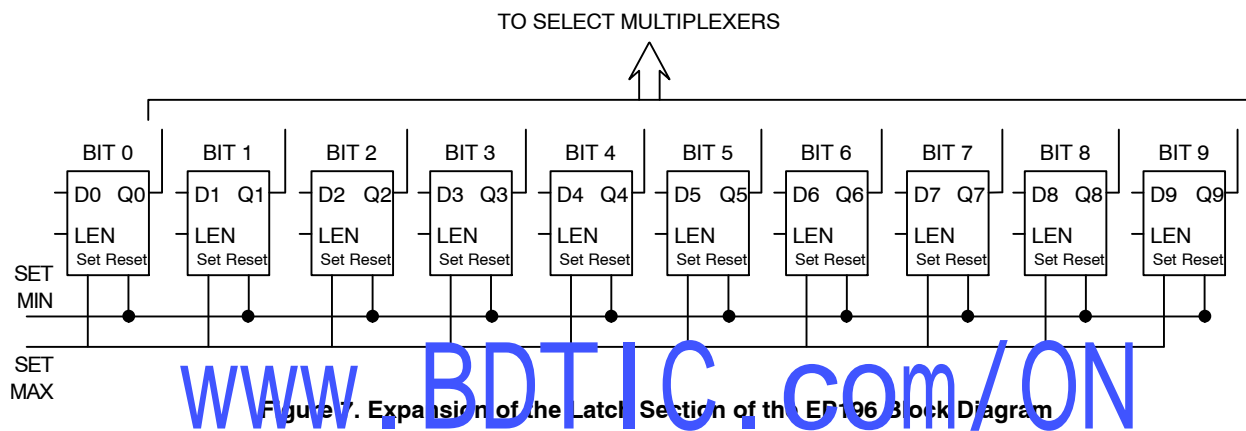 TO SELECT MULTIPLEXERS
BIT 0 BIT 1 BIT 2 BIT 3 BIT 4 BIT 5 BIT 6 BIT 7 BIT 8 BIT 9
D0 Q0 D1 Q1 D2 Q2 D3 Q3 D4 Q4 D5 Q5 D6 Q6 D7 Q7 D8 Q8 D9 Q9
LEN LEN LEN LEN LEN LEN LEN LEN LEN LEN
Set Reset Set Reset Set Reset Set Reset Set Reset Set Reset Set Reset Set Reset Set Reset Set Reset
SET
MIN
SET
MAX
www.BDTIC.com/ON
Figure 7. Expansion of the Latch Section of the EP196 Block Diagram